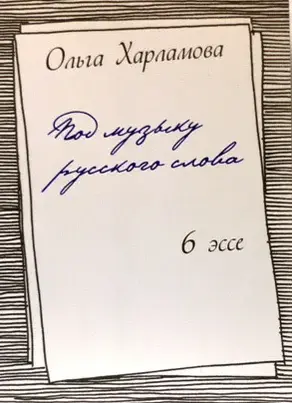 Ольга Харламова
Под музыку
русского слова
6 эссе